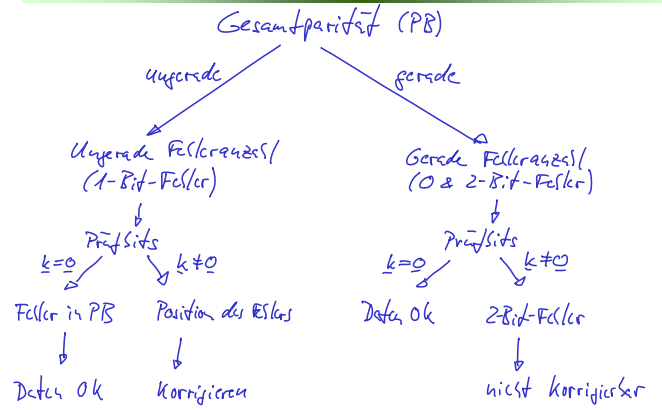 Gesamtparität (PB)
ungerade gerade
Ungerade Fehleranzahl Gerade Fehleranzahl
(1-Bit-Fehler) (0 & 2-Bit-Fehler)
Prüfbits Prüfbits
k=0 k≠0 k=0 k≠0
Fehler in PB Position des Fehlers Daten Ok 2-Bit-Fehler
Daten Ok Korrigieren nicht korrigierbar